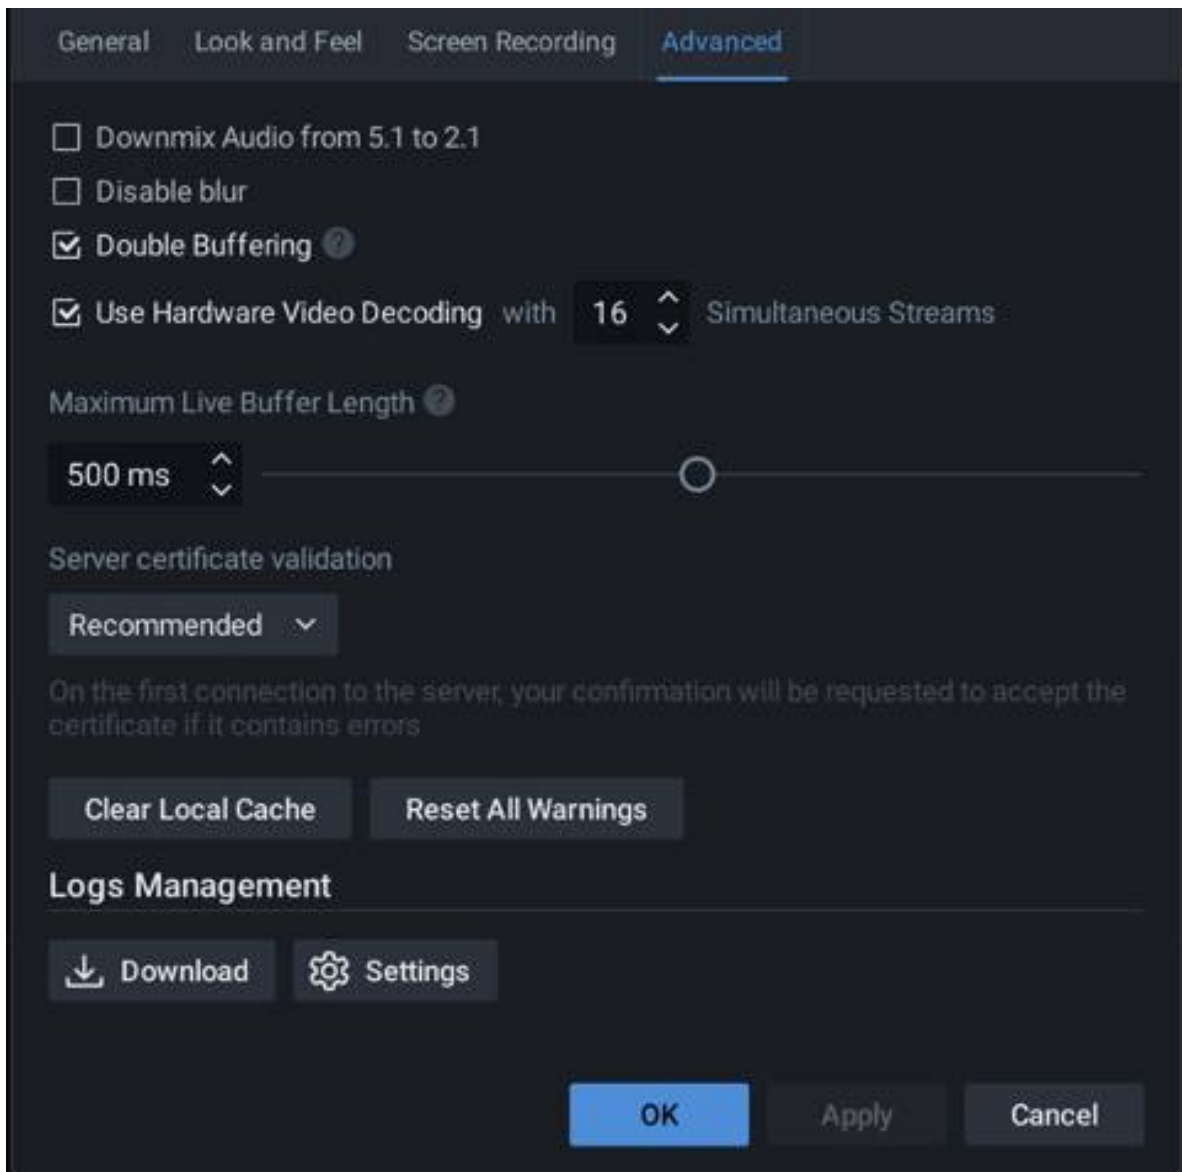 General Look and Feel Screen Recording Advanced
Downmix Audio from 5.1 to 2.1
Disable blur
Double Buffering ?
Use Hardware Video Decoding with 16 Simultaneous Streams
Maximum Live Buffer Length ?
500 ms
Server certificate validation
Recommended
On the first connection to the server, your confirmation will be requested to accept the
certificate if it contains errors
Clear Local Cache Reset All Warnings
Logs Management
Download Settings
OK Apply Cancel